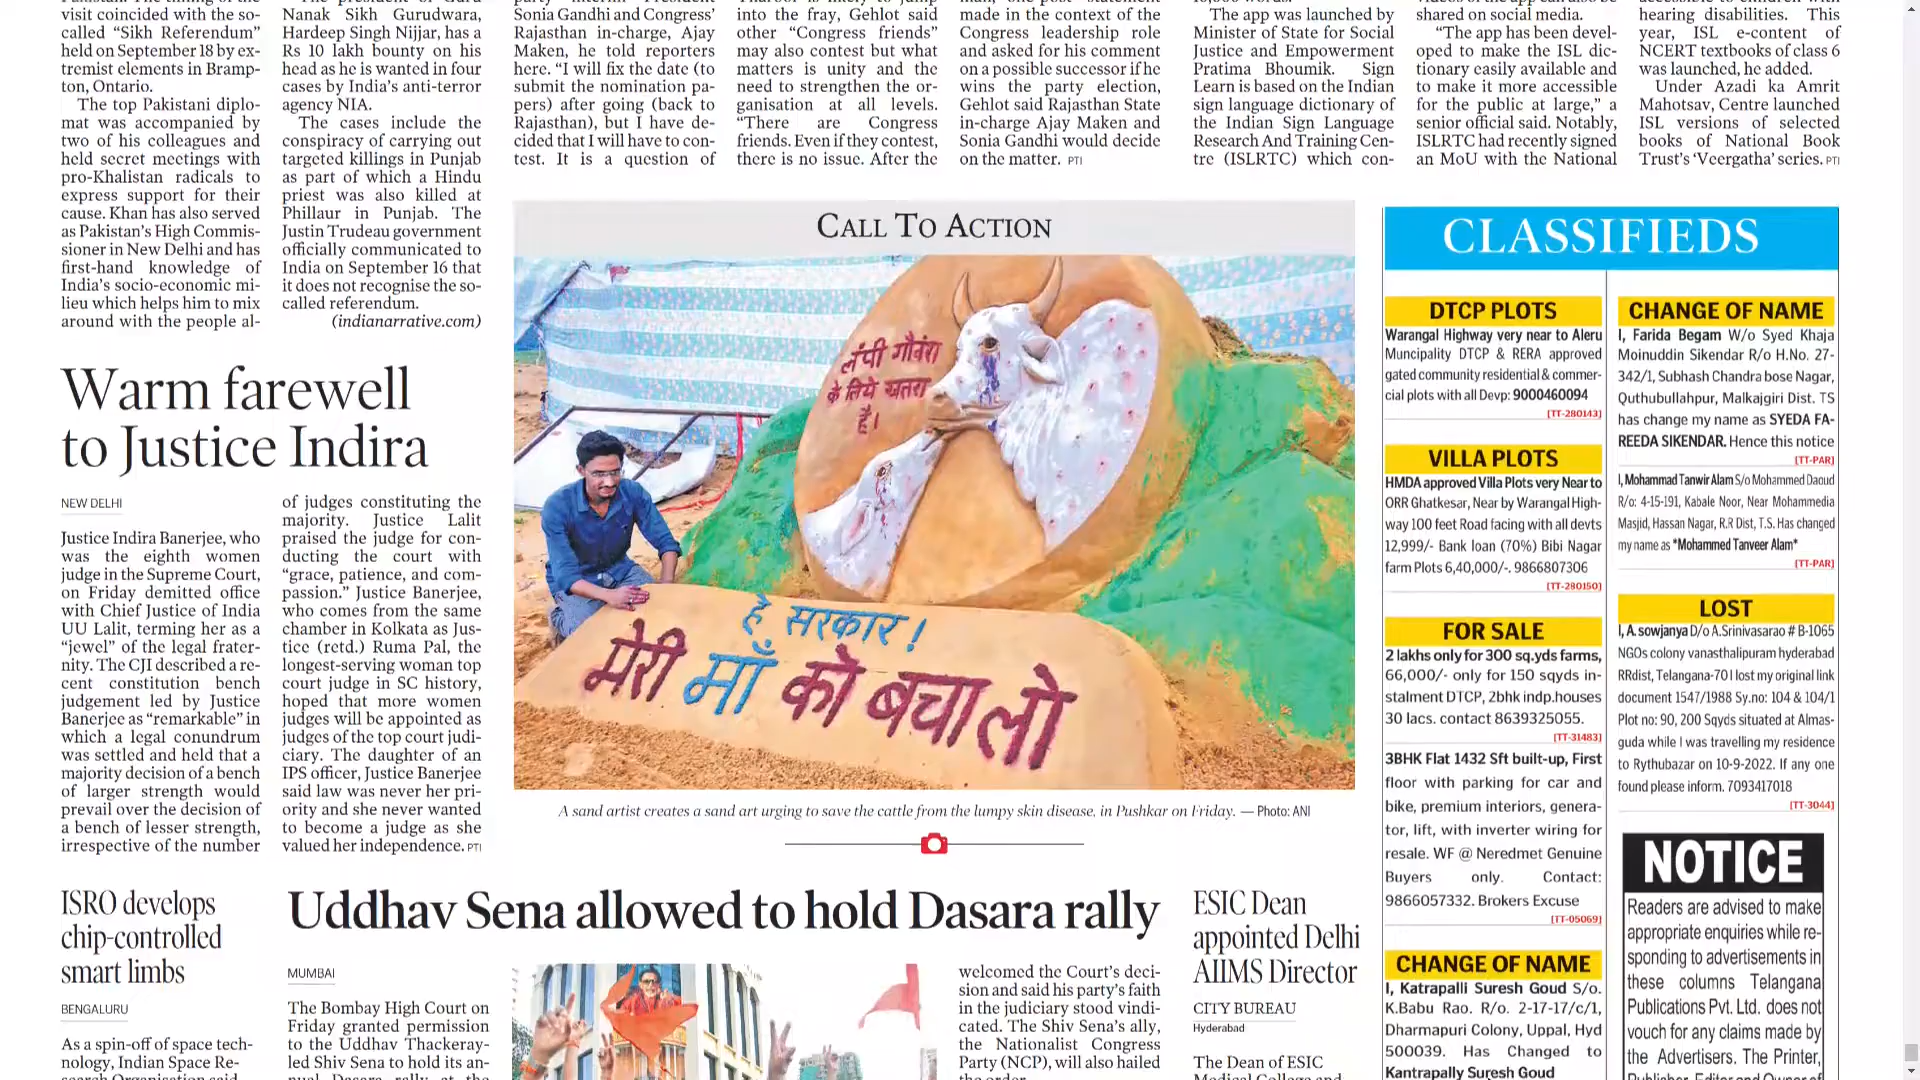 visit coincided with the so-
called “Sikh Referendum”
held on September 18 by ex-
tremist elements in Bramp-
ton, Ontario.
The top Pakistani diplo-
mat was accompanied by
two of his colleagues and
held secret meetings with
pro-Khalistan radicals to
express support for their
cause. Khan has also served
as Pakistan’s High Commis-
sioner in New Delhi and has
first-hand knowledge of
India’s socio-economic mi-
lieu which helps him to mix
around with the people al-
Nanak Sikh Gurudwara,
Hardeep Singh Nijjar, has a
Rs 10 lakh bounty on his
head as he is wanted in four
cases by India’s anti-terror
agency NIA.
The cases include the
conspiracy of carrying out
targeted killings in Punjab
as part of which a Hindu
priest was also killed at
Phillaur in Punjab. The
Justin Trudeau government
officially communicated to
India on September 16 that
it does not recognise the so-
called referendum.
(indianarrative.com)
Sonia Gandhi and Congress’
Rajasthan in-charge, Ajay
Maken, he told reporters
here. “I will fix the date (to
submit the nomination pa-
pers) after going (back to
Rajasthan), but I have de-
cided that I will have to con-
test. It is a question of
into the fray, Gehlot said
other “Congress friends”
may also contest but what
matters is unity and the
need to strengthen the or-
ganisation at all levels.
“There are Congress
friends. Even if they contest,
there is no issue. After the
made in the context of the
Congress leadership role
and asked for his comment
on a possible successor if he
wins the party election,
Gehlot said Rajasthan State
in-charge Ajay Maken and
Sonia Gandhi would decide
on the matter. PTI
The app was launched by
Minister of State for Social
Justice and Empowerment
Pratima Bhoumik. Sign
Learn is based on the Indian
sign language dictionary of
the Indian Sign Language
Research And Training Cen-
tre (ISLRTC) which con-
shared on social media.
“The app has been devel-
oped to make the ISL dic-
tionary easily available and
to make it more accessible
for the public at large,” a
senior official said. Notably,
ISLRTC had recently signed
an MoU with the National
hearing disabilities. This
year, ISL e-content of
NCERT textbooks of class 6
was launched, he added.
Under Azadi ka Amrit
Mahotsav, Centre launched
ISL versions of selected
books of National Book
Trust’s ‘Veergatha’ series. PTI
Warm farewell
to Justice Indira
NEW DELHI
Justice Indira Banerjee, who
was the eighth women
judge in the Supreme Court,
on Friday demitted office
with Chief Justice of India
UU Lalit, terming her as a
“jewel” of the legal frater-
nity. The CJI described a re-
cent constitution bench
judgement led by Justice
Banerjee as “remarkable” in
which a legal conundrum
was settled and held that a
majority decision of a bench
of larger strength would
prevail over the decision of
a bench of lesser strength,
irrespective of the number
of judges constituting the
majority. Justice Lalit
praised the judge for con-
ducting the court with
“grace, patience, and com-
passion.” Justice Banerjee,
who comes from the same
chamber in Kolkata as Jus-
tice (retd.) Ruma Pal, the
longest-serving woman top
court judge in SC history,
hoped that more women
judges will be appointed as
judges of the top court judi-
ciary. The daughter of an
IPS officer, Justice Banerjee
said law was never her pri-
ority and she never wanted
to become a judge as she
valued her independence. PTI
CALL TO ACTION
लंपी गौवंश
के लिये खतरा
है।
हे सरकार!
मेरी माँ को बचालो
A sand artist creates a sand art urging to save the cattle from the lumpy skin disease, in Pushkar on Friday. — Photo: ANI
ISRO develops
chip-controlled
smart limbs
BENGALURU
As a spin-off of space tech-
nology, Indian Space Re-
Uddhav Sena allowed to hold Dasara rally
MUMBAI
The Bombay High Court on
Friday granted permission
to the Uddhav Thackeray-
led Shiv Sena to hold its an-
welcomed the Court’s deci-
sion and said his party’s faith
in the judiciary stood vindi-
cated. The Shiv Sena’s ally,
the Nationalist Congress
Party (NCP), will also hailed
ESIC Dean
appointed Delhi
AIIMS Director
CITY BUREAU
Hyderabad
The Dean of ESIC
CLASSIFIEDS
DTCP PLOTS
Warangal Highway very near to Aleru
Muncipality DTCP & RERA approved
gated community residential & commer-
cial plots with all Devp: 9000460094
[TT-280143]
VILLA PLOTS
HMDA approved Villa Plots very Near to
ORR Ghatkesar, Near by Warangal High-
way 100 feet Road facing with all devts
12,999/- Bank loan (70%) Bibi Nagar
farm Plots 6,40,000/-. 9866807306
[TT-280150]
FOR SALE
2 lakhs only for 300 sq.yds farms,
66,000/- only for 150 sqyds in-
stalment DTCP, 2bhk indp.houses
30 lacs. contact 8639325055.
[TT-31483]
3BHK Flat 1432 Sft built-up, First
floor with parking for car and
bike, premium interiors, genera-
tor, lift, with inverter wiring for
resale. WF @ Neredmet Genuine
Buyers only. Contact:
9866057332. Brokers Excuse
[TT-05069]
CHANGE OF NAME
I, Katrapalli Suresh Goud S/o.
K.Babu Rao. R/o. 2-17-17/c/1,
Dharmapuri Colony, Uppal, Hyd
500039. Has Changed to
Kantrapally Suresh Goud
CHANGE OF NAME
I, Farida Begam W/o Syed Khaja
Moinuddin Sikendar R/o H.No. 27-
342/1, Subhash Chandra bose Nagar,
Quthubullahpur, Malkajgiri Dist. TS
has change my name as SYEDA FA-
REEDA SIKENDAR. Hence this notice
[TT-PAR]
I, Mohammad Tanwir Alam S/o Mohammed Daoud
R/o: 4-15-191, Kabale Noor, Near Mohammedia
Masjid, Hassan Nagar, R.R Dist, T.S. Has changed
my name as *Mohammed Tanveer Alam*
[TT-PAR]
LOST
I, A. sowjanya D/o A.Srinivasarao # B-1065
NGOs colony vanasthalipuram hyderabad
RRdist, Telangana-70 I lost my original link
document 1547/1988 Sy.no: 104 & 104/1
Plot no: 90, 200 Sqyds situated at Almas-
guda while I was travelling my residence
to Rythubazar on 10-9-2022. If any one
found please inform. 7093417018
[TT-3044]
NOTICE
Readers are advised to make
appropriate enquiries while re-
sponding to advertisements in
these columns Telangana
Publications Pvt. Ltd. does not
vouch for any claims made by
the Advertisers. The Printer,